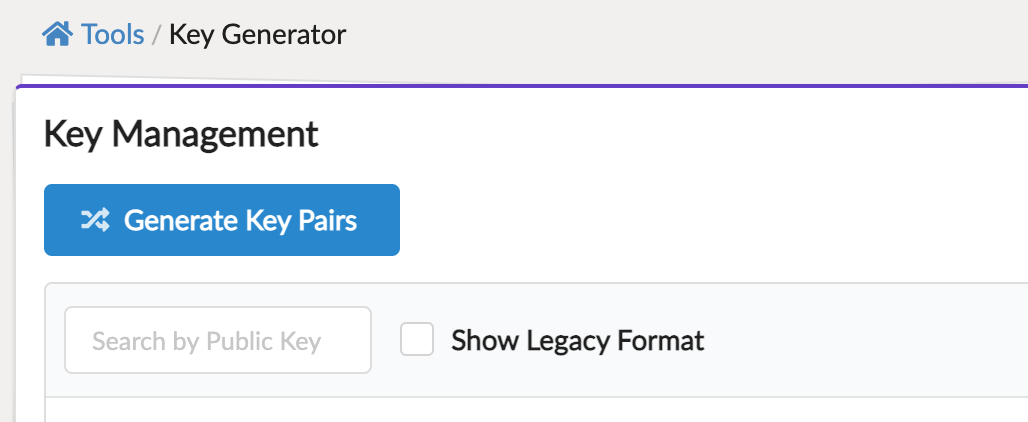 Tools / Key Generator
Key Management
Generate Key Pairs
Search by Public Key
Show Legacy Format